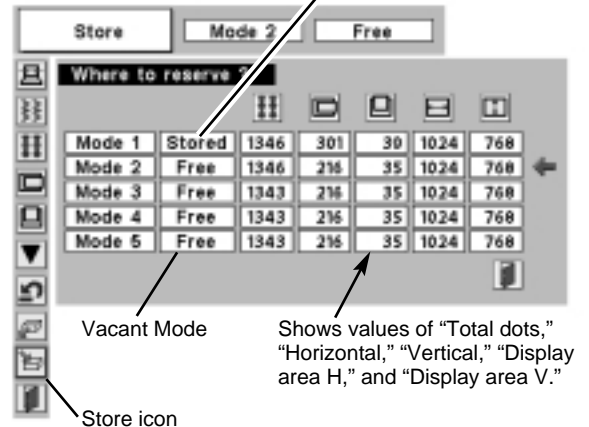 Store Mode 2 Free
Where to reserve ?
Mode 1 Stored 1346 301 30 1024 768
Mode 2 Free 1346 216 35 1024 768
Mode 3 Free 1343 216 35 1024 768
Mode 4 Free 1343 216 35 1024 768
Mode 5 Free 1343 216 35 1024 768
Vacant Mode
Shows values of “Total dots,”
“Horizontal,” “Vertical,” “Display
area H,” and “Display area V.”
Store icon